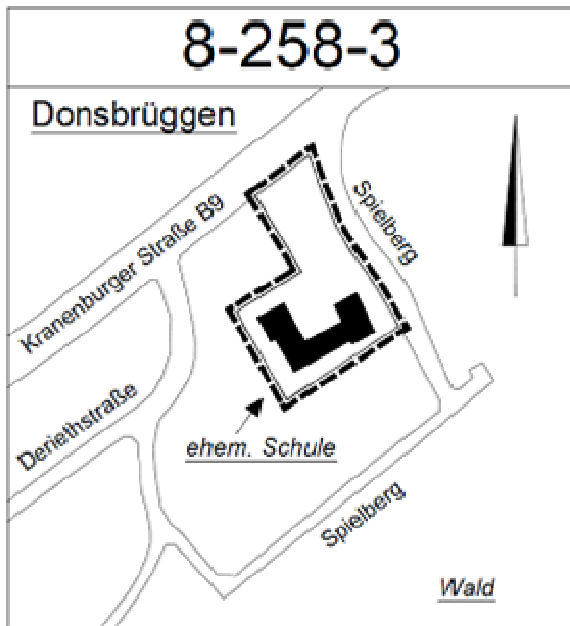 8-258-3
Donsbrüggen
Spielberg
Kranenburger Straße B9
Deriethstraße
ehem. Schule
Spielberg
Wald